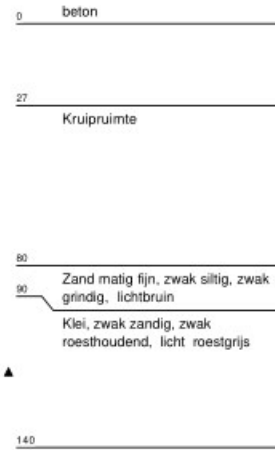 beton
0
27
Kruipruimte
80
Zand matig fijn, zwak siltig, zwak
grindig, lichtbruin
90
Klei, zwak zandig, zwak
roesthoudend, licht roestgrijs
140